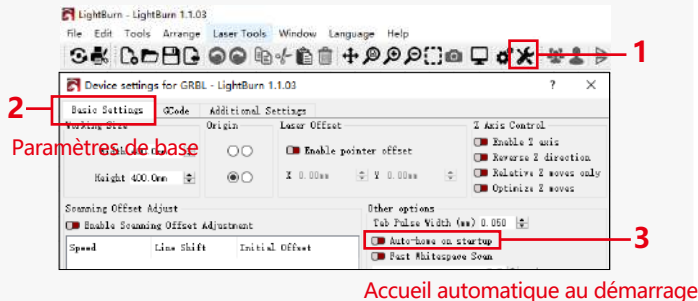 LightBurn - LightBurn 1.1.03
File Edit Tools Arrange Laser Tools Window Language Help
1
Device settings for GRBL - LightBurn 1.1.03 ? ×
2
Basic Settings GCode Additional Settings
Working Size Origin Laser Offset Z Axis Control
Paramètres de base
Enable pointer offset Enable Z axis
Reverse Z direction
Height 400.0mm X 0.00mm Y 0.00mm Relative Z moves only
Optimize Z moves
Scanning Offset Adjust Other options
Enable Scanning Offset Adjustment Tab Pulse Width (ms) 0.050
Speed Line Shift Initial Offset Auto-home on startup 3
Fast Whitespace Scan
Accueil automatique au démarrage